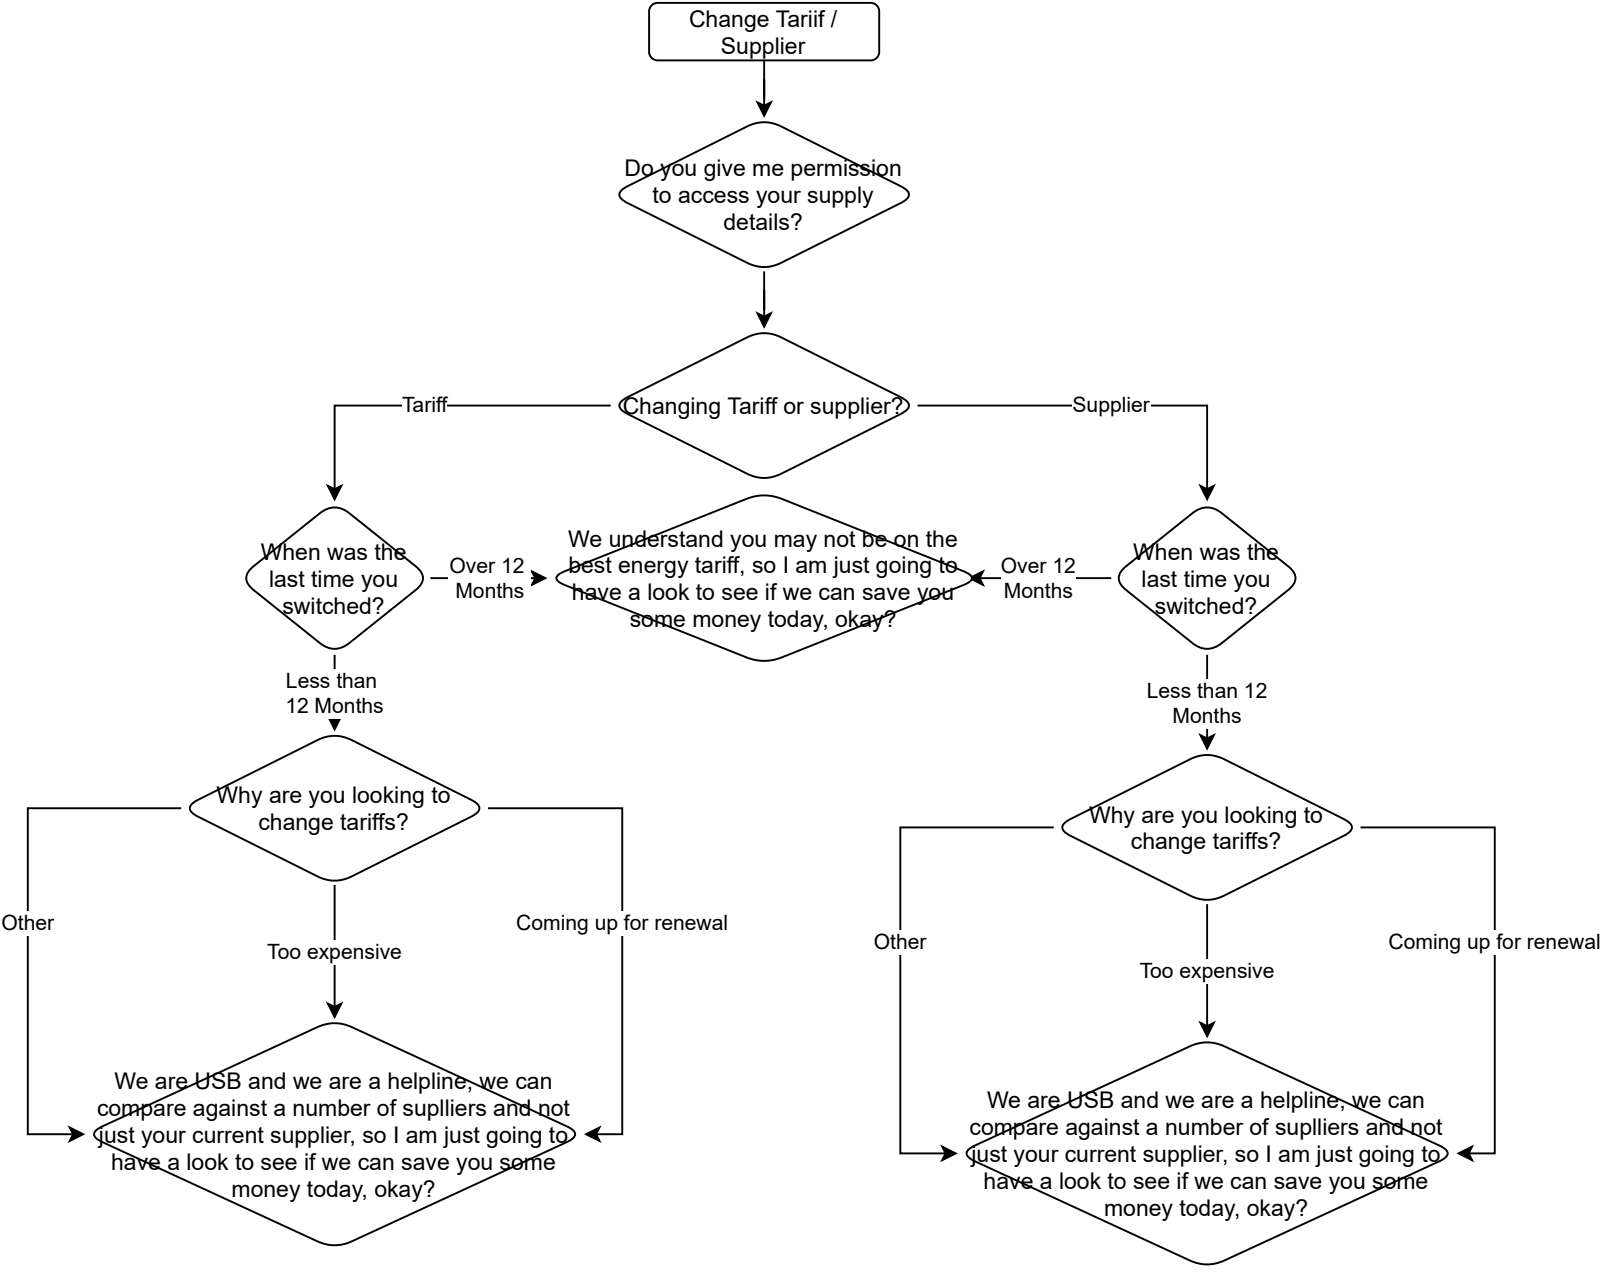 Change Tariif /
Supplier
Do you give me permission
to access your supply
details?
Changing Tariff or supplier?
Tariff
Supplier
When was the
last time you
switched?
Over 12
Months
We understand you may not be on the
best energy tariff, so I am just going to
have a look to see if we can save you
some money today, okay?
Over 12
Months
When was the
last time you
switched?
Less than
12 Months
Less than 12
Months
Why are you looking to
change tariffs?
Why are you looking to
change tariffs?
Other
Too expensive
Coming up for renewal
Other
Too expensive
Coming up for renewal
We are USB and we are a helpline, we can
compare against a number of suplliers and not
just your current supplier, so I am just going to
have a look to see if we can save you some
money today, okay?
We are USB and we are a helpline, we can
compare against a number of suplliers and not
just your current supplier, so I am just going to
have a look to see if we can save you some
money today, okay?